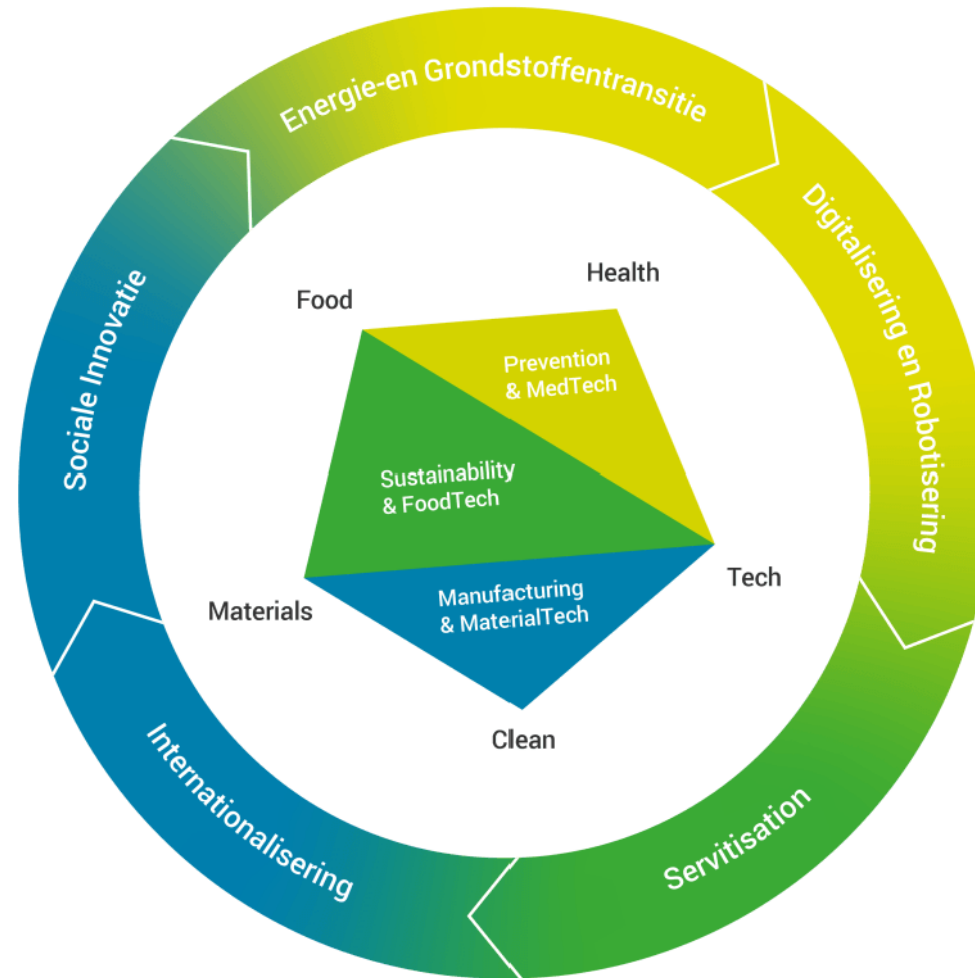 Energie-en Grondstoffentransitie
Digitalisering en Robotisering
Servitisation
Internationalisering
Sociale Innovatie
Health
Food
Prevention
& MedTech
Sustainability
& FoodTech
Tech
Materials
Manufacturing
& MaterialTech
Clean